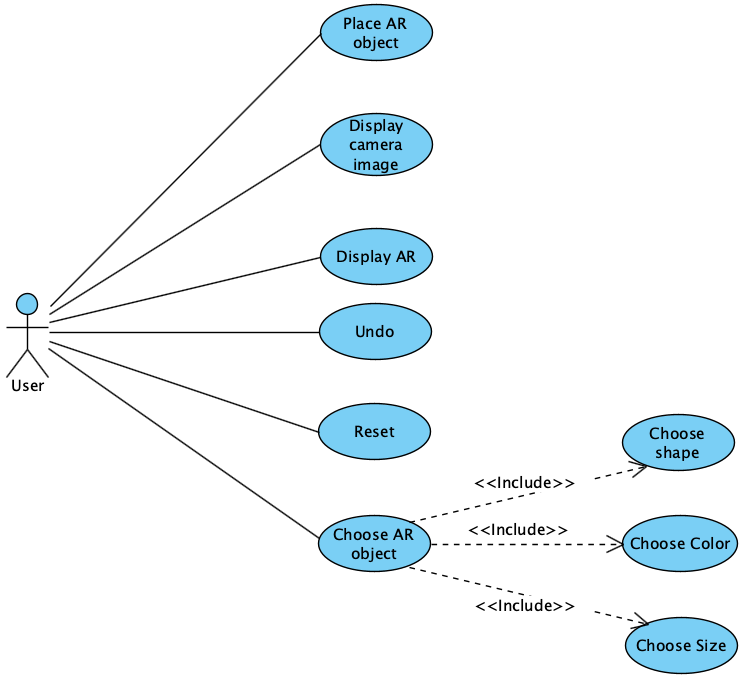 Place AR
object
Display
camera
image
Display AR
Undo
User
Reset
Choose
shape
<<Include>>
Choose AR
object
<<Include>>
Choose Color
<<Include>>
Choose Size